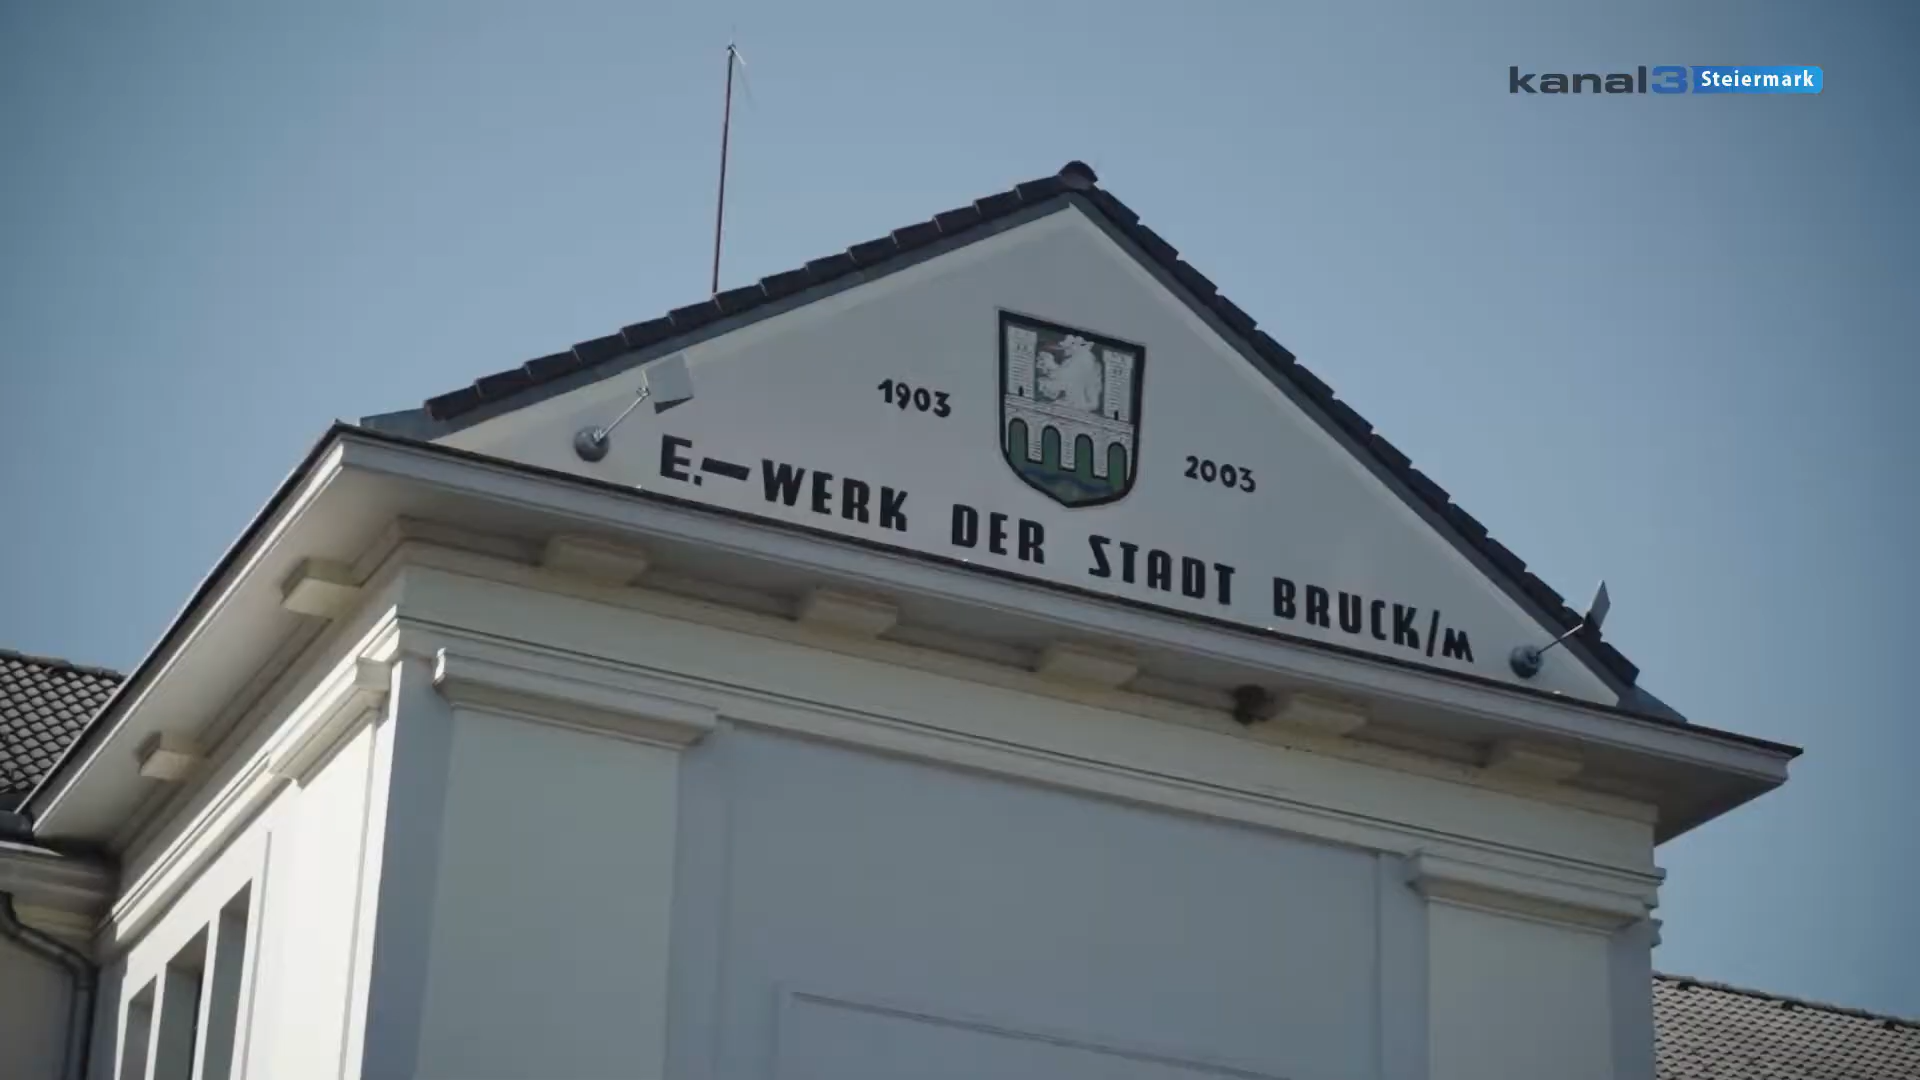 kanal3 Steiermark
1903
2003
E.-WERK DER STADT BRUCK/M